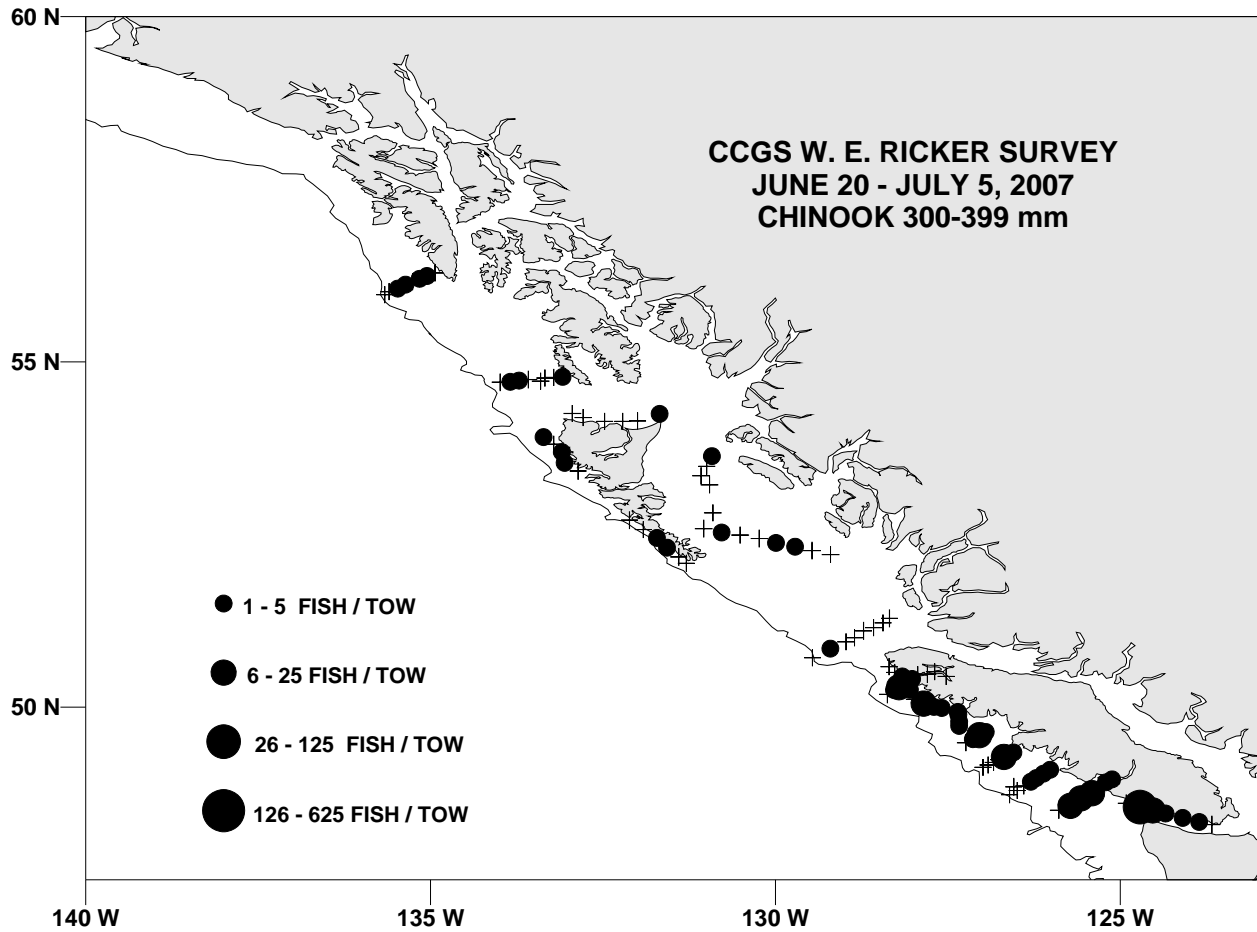 60 N
CCGS W. E. RICKER SURVEY
JUNE 20 - JULY 5, 2007
CHINOOK 300-399 mm
55 N
1 - 5 FISH / TOW
6 - 25 FISH / TOW
50 N
26 - 125 FISH / TOW
126 - 625 FISH / TOW
140 W 135 W 130 W 125 W